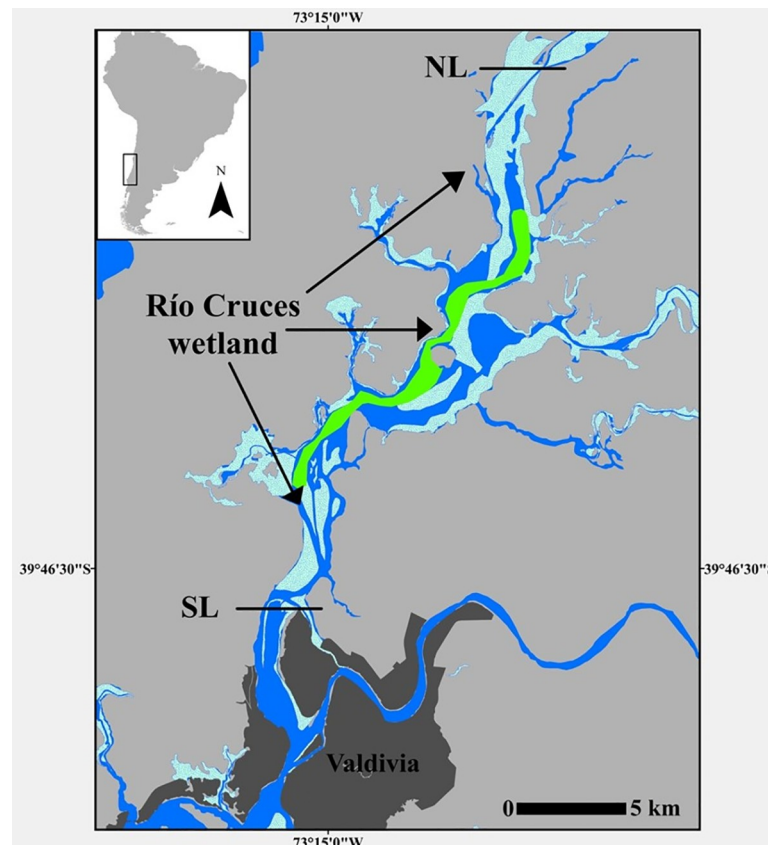 73°15'0"W
NL
N
Río Cruces
wetland
39°46'30"S
39°46'30"S
SL
Valdivia
0 5 km
73°15'0"W